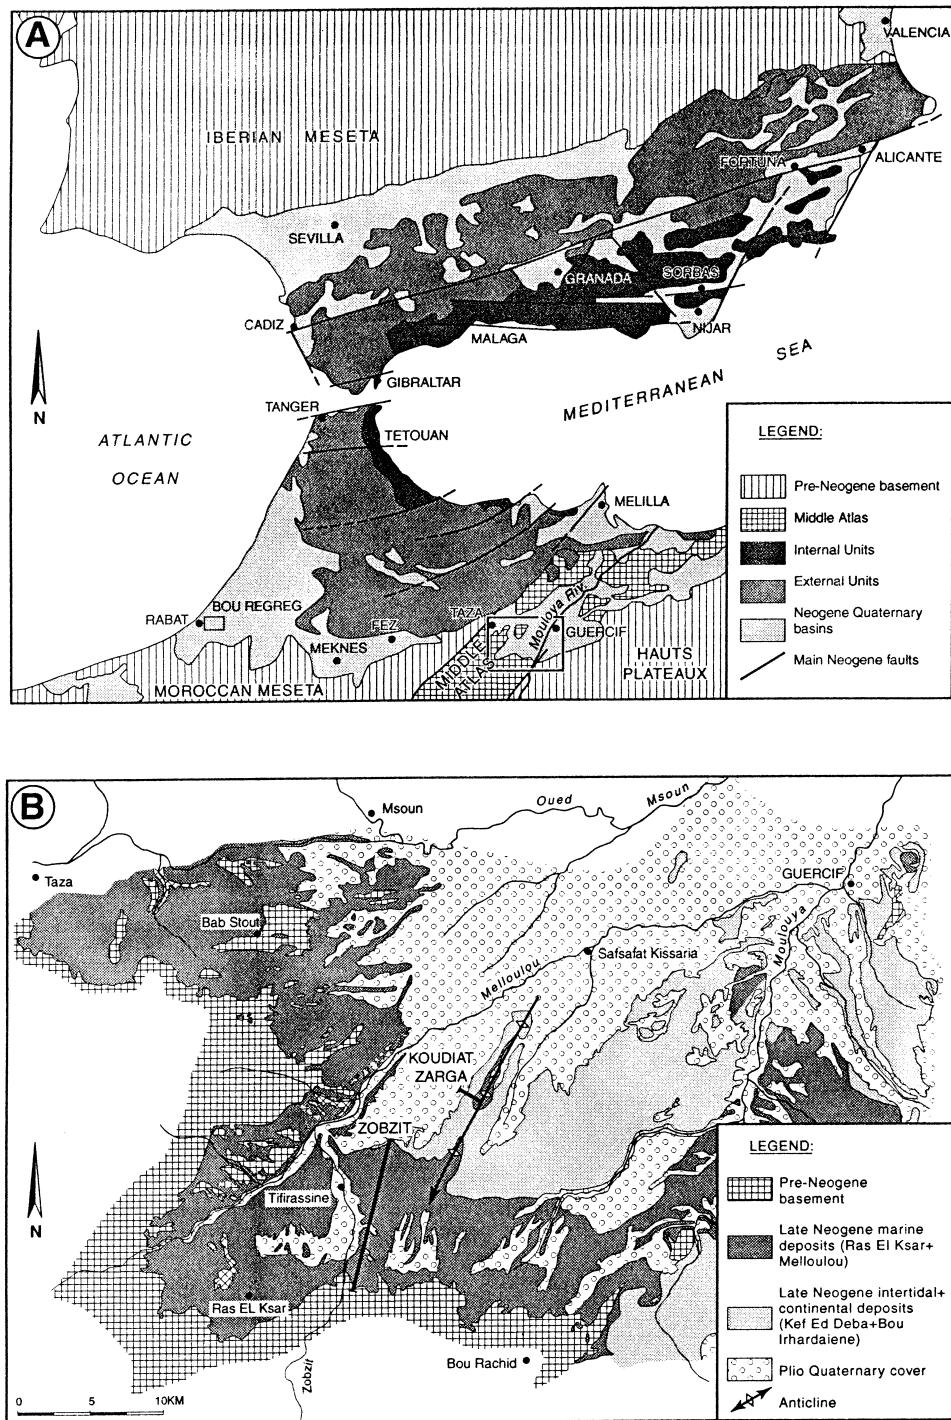 A
VALENCIA
IBERIAN MESETA
FORTUNA
ALICANTE
SEVILLA
GRANADA
SORBAS
CADIZ
NIJAR
MALAGA
MEDITERRANEAN SEA
GIBRALTAR
TANGER
N
ATLANTIC
OCEAN
TETOUAN
LEGEND:
Pre-Neogene basement
Middle Atlas
Internal Units
External Units
Neogene Quaternary
basins
Main Neogene faults
MELILLA
RABAT
BOU REGREG
FEZ
TAZA
Moulouya Riv.
GUERCIF
MEKNES
MIDDLE
ATLAS
HAUTS
PLATEAUX
MOROCCAN MESETA
B
Msoun
Oued Msoun
Taza
GUERCIF
Bab Stout
Moulouya
Safsafat Kissaria
Melloulou
KOUDIAT
ZARGA
ZOBZIT
N
Tifirassine
Ras EL Ksar
Bou Rachid
Zobzit
0 5 10KM
LEGEND:
Pre-Neogene
basement
Late Neogene marine
deposits (Ras El Ksar+
Melloulou)
Late Neogene intertidal+
continental deposits
(Kef Ed Deba+Bou
Irhardaiene)
Plio Quaternary cover
Anticline